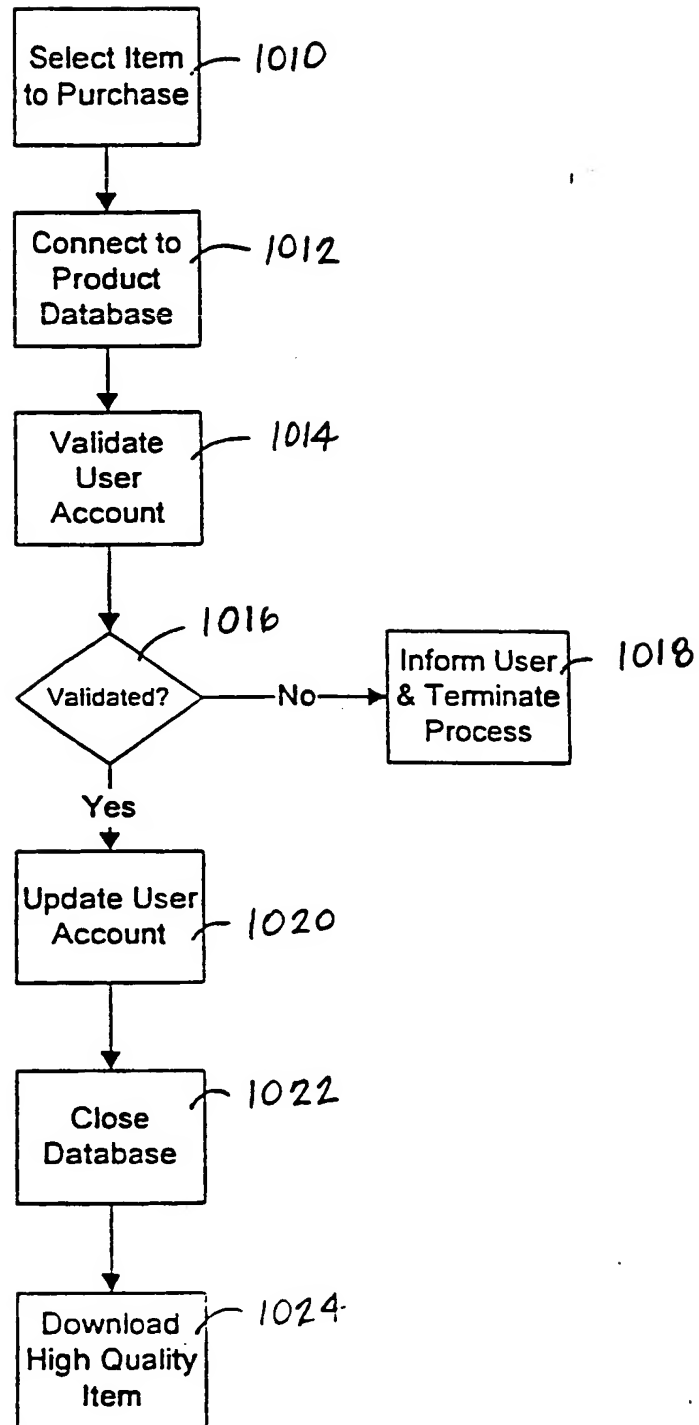 Select Item
to Purchase
1010
Connect to
Product
Database
1012
Validate
User
Account
1014
Validated?
1016
No
Inform User
& Terminate
Process
1018
Yes
Update User
Account
1020
Close
Database
1022
Download
High Quality
Item
1024